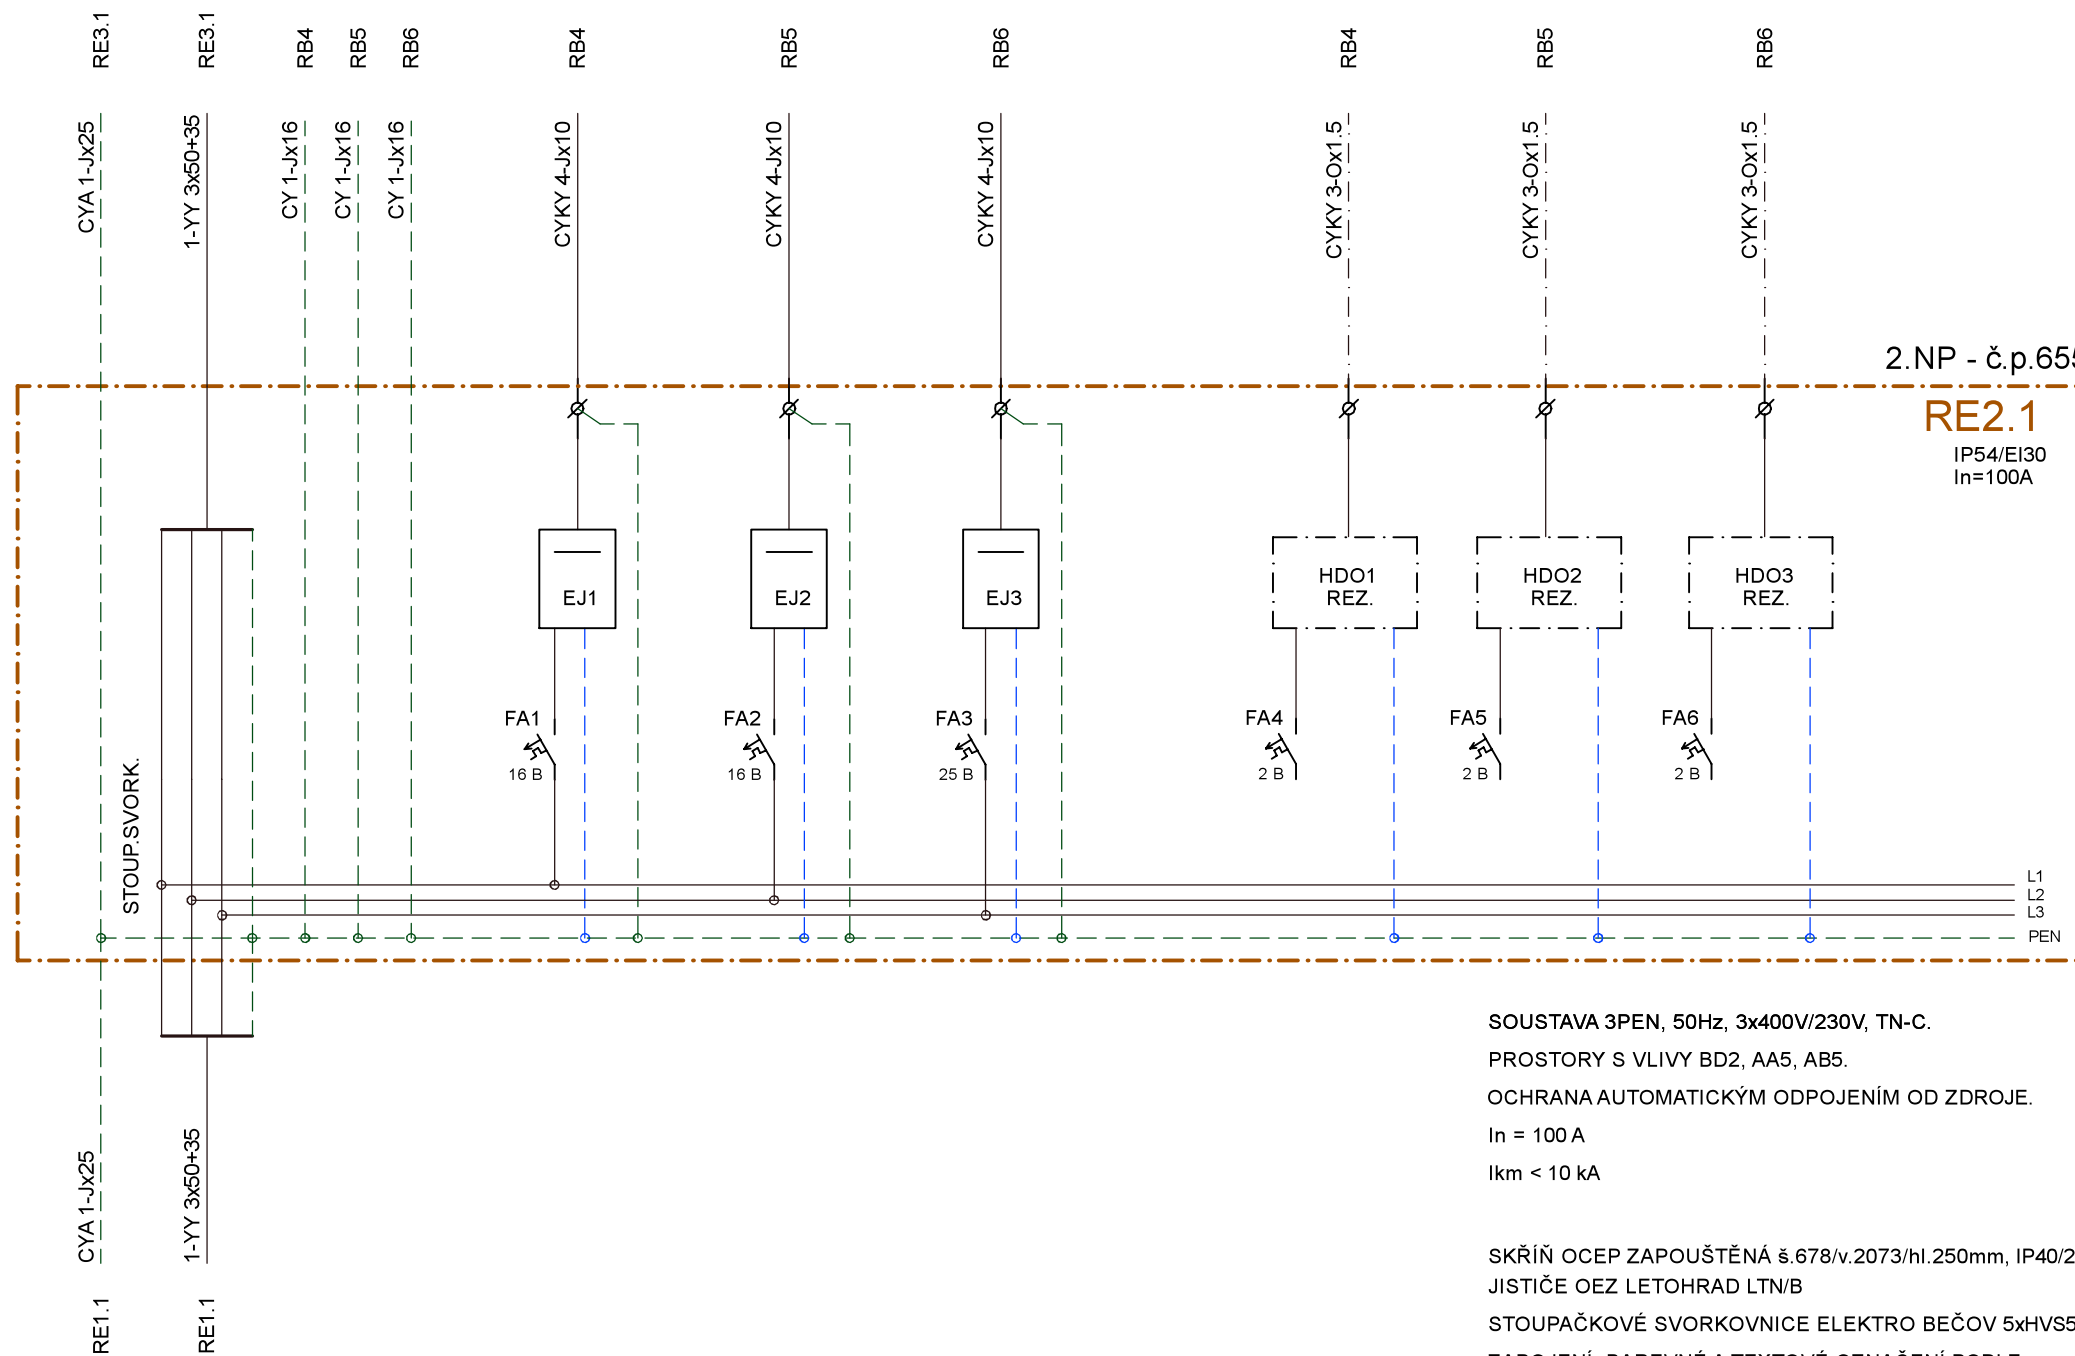 RE3.1
RE3.1
RB4
RB5
RB6
RB4
RB5
RB6
RB4
RB5
RB6
CYA 1-Jx25
1-YY 3x50+35
CY 1-Jx16
CY 1-Jx16
CY 1-Jx16
CYKY 4-Jx10
CYKY 4-Jx10
CYKY 4-Jx10
CYKY 3-Ox1.5
CYKY 3-Ox1.5
CYKY 3-Ox1.5
2.NP - č.p.655
RE2.1
IP54/EI30
In=100A
EJ1
EJ2
EJ3
HDO1
REZ.
HDO2
REZ.
HDO3
REZ.
FA1
16 B
FA2
16 B
FA3
25 B
FA4
2 B
FA5
2 B
FA6
2 B
STOUP.SVORK.
L1
L2
L3
PEN
CYA 1-Jx25
1-YY 3x50+35
RE1.1
RE1.1
SOUSTAVA 3PEN, 50Hz, 3x400V/230V, TN-C.
PROSTORY S VLIVY BD2, AA5, AB5.
OCHRANA AUTOMATICKÝM ODPOJENÍM OD ZDROJE.
In = 100 A
Ikm < 10 kA
SKŘÍŇ OCEP ZAPOUŠTĚNÁ š.678/v.2073/hl.250mm, IP40/2
JISTIČE OEZ LETOHRAD LTN/B
STOUPAČKOVÉ SVORKOVNICE ELEKTRO BEČOV 5xHVS5